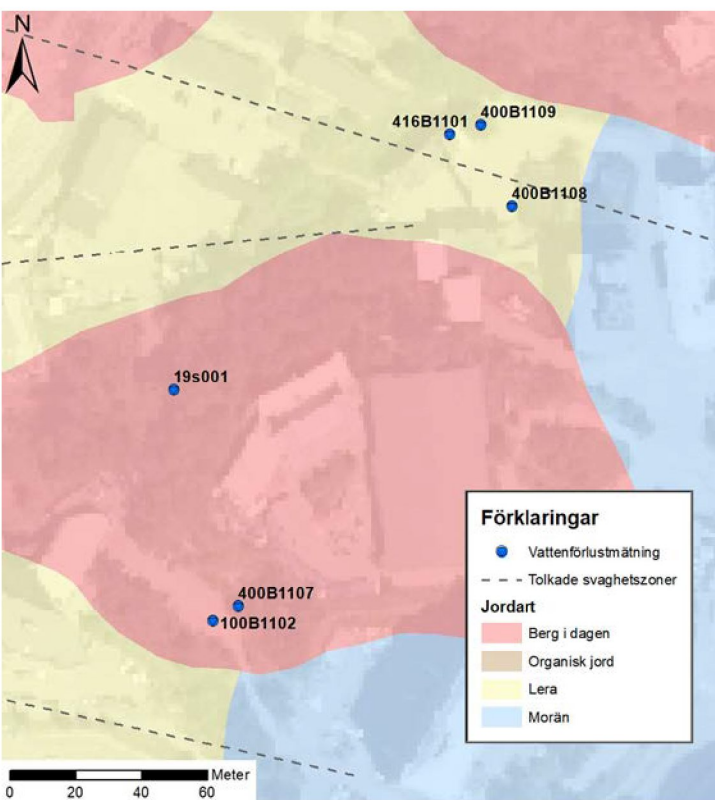 N
416B1101
400B1109
400B1108
19s001
400B1107
100B1102
Förklaringar
Vattenförlustmätning
Tolkade svaghetszoner
Jordart
Berg i dagen
Organisk jord
Lera
Morän
Meter
0 20 40 60